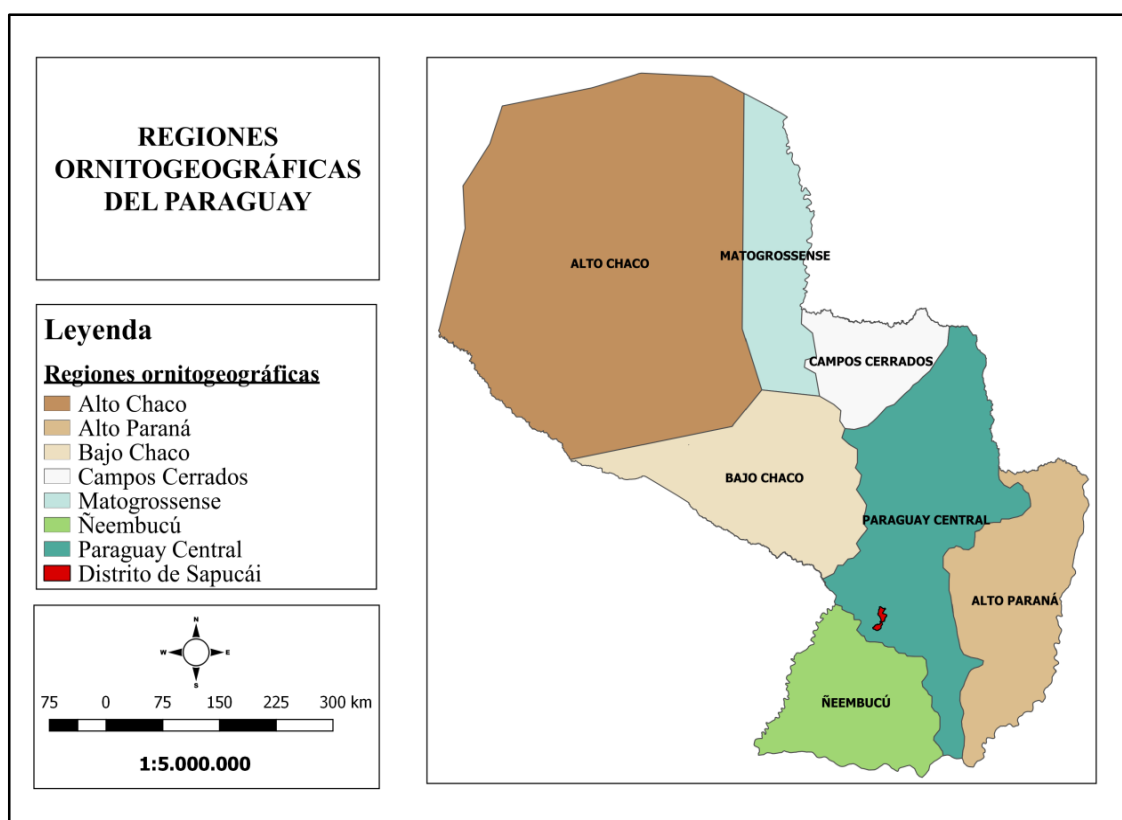 REGIONES
ORNITOGEOGRÁFICAS
DEL PARAGUAY
Leyenda
Regiones ornitogeográficas
Alto Chaco
Alto Paraná
Bajo Chaco
Campos Cerrados
Matogrossense
Ñeembucú
Paraguay Central
Distrito de Sapucái
N
W E
S
75 0 75 150 225 300 km
1:5.000.000
ALTO CHACO
MATOGROSSENSE
CAMPOS CERRADOS
BAJO CHACO
PARAGUAY CENTRAL
ALTO PARANÁ
ÑEEMBUCÚ